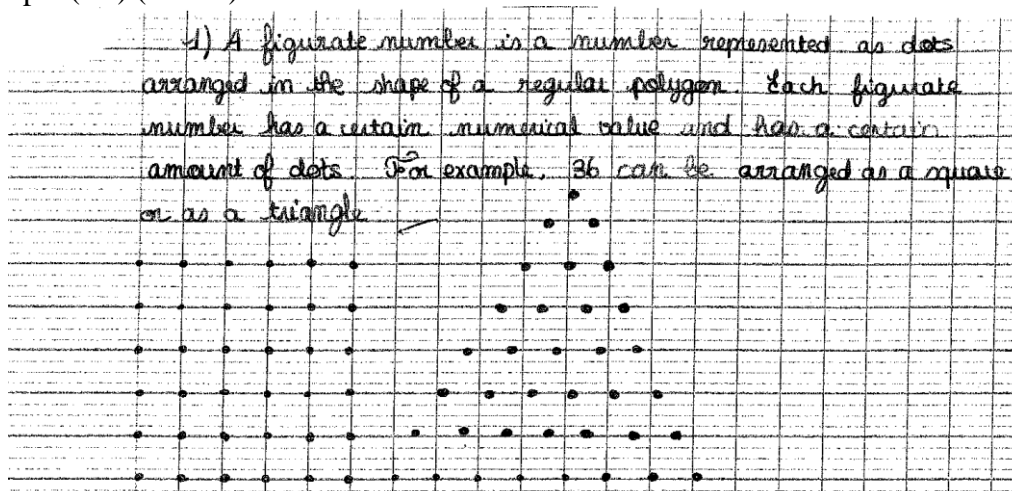 1) A figurate number is a number represented as dots
arranged in the shape of a regular polygon. Each figurate
number has a certain numerical value and has a certain
amount of dots. For example, 36 can be arranged as a square
or as a triangle